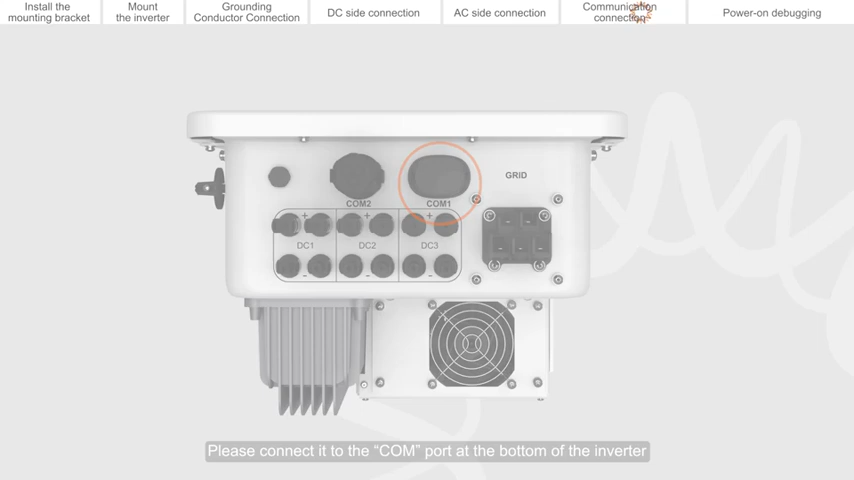 Install the
mounting bracket
Mount
the inverter
Grounding
Conductor Connection
DC side connection
AC side connection
Communication
connection
Power-on debugging
GRID
COM2
COM1
+
+
+
DC1
DC2
DC3
-
-
-
Please connect it to the “COM” port at the bottom of the inverter